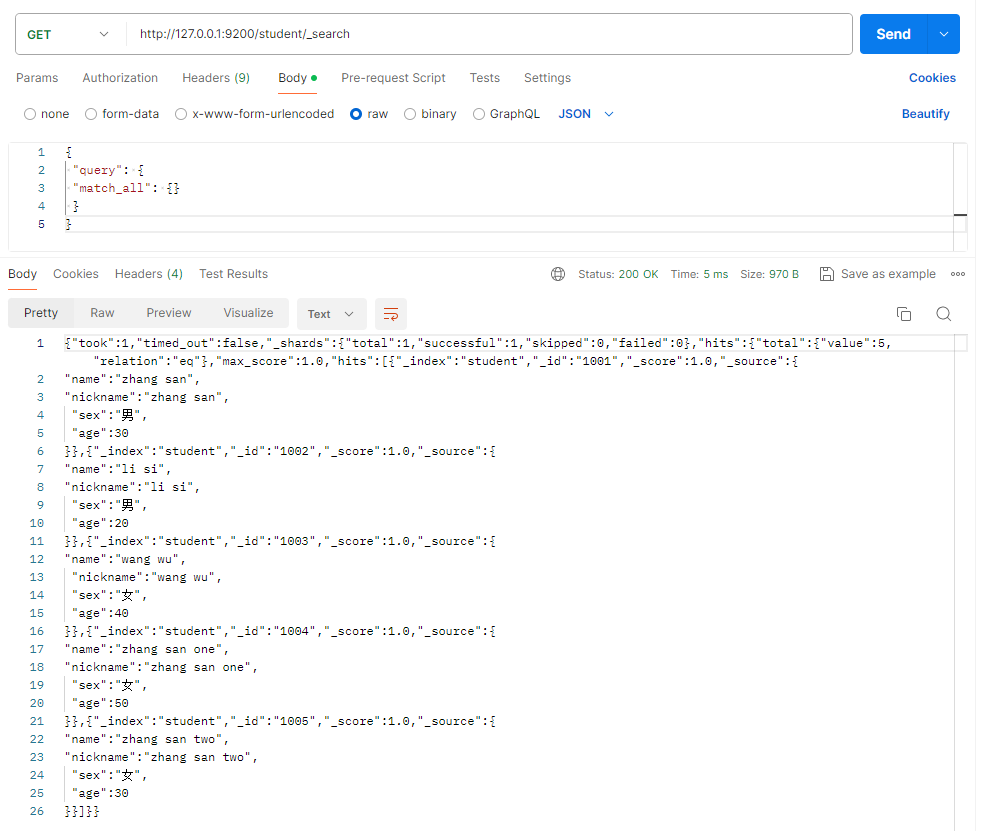 GET http://127.0.0.1:9200/student/_search Send
Params Authorization Headers (9) Body Pre-request Script Tests Settings Cookies
none form-data x-www-form-urlencoded raw binary GraphQL JSON Beautify
1 {
2 "query": {
3 "match_all": {}
4 }
5 }
Body Cookies Headers (4) Test Results Status: 200 OK Time: 5 ms Size: 970 B Save as example
Pretty Raw Preview Visualize Text
1 {"took":1,"timed_out":false,"_shards":{"total":1,"successful":1,"skipped":0,"failed":0},"hits":{"total":{"value":5,
"relation":"eq"},"max_score":1.0,"hits":[{"_index":"student","_id":"1001","_score":1.0,"_source":{
2 "name":"zhang san",
3 "nickname":"zhang san",
4 "sex":"男",
5 "age":30
6 }},{"_index":"student","_id":"1002","_score":1.0,"_source":{
7 "name":"li si",
8 "nickname":"li si",
9 "sex":"男",
10 "age":20
11 }},{"_index":"student","_id":"1003","_score":1.0,"_source":{
12 "name":"wang wu",
13 "nickname":"wang wu",
14 "sex":"女",
15 "age":40
16 }},{"_index":"student","_id":"1004","_score":1.0,"_source":{
17 "name":"zhang san one",
18 "nickname":"zhang san one",
19 "sex":"女",
20 "age":50
21 }},{"_index":"student","_id":"1005","_score":1.0,"_source":{
22 "name":"zhang san two",
23 "nickname":"zhang san two",
24 "sex":"女",
25 "age":30
26 }}]}}